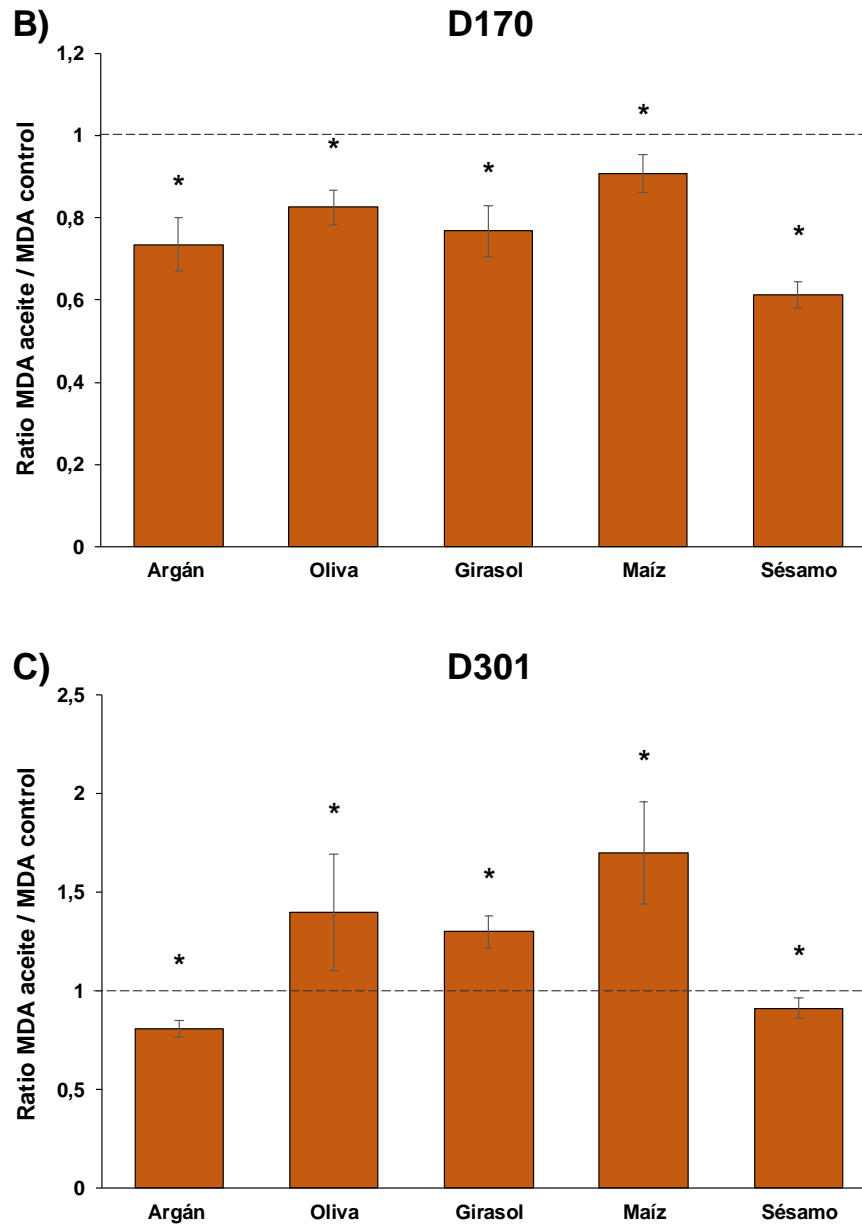 B)
D170
Ratio MDA aceite / MDA control
1,2
*
1
*
*
*
*
0,8
0,6
0,4
0,2
0
Argán Oliva Girasol Maíz Sésamo
C)
D301
Ratio MDA aceite / MDA control
2,5
*
2
*
1,5
*
*
*
1
0,5
0
Argán Oliva Girasol Maíz Sésamo